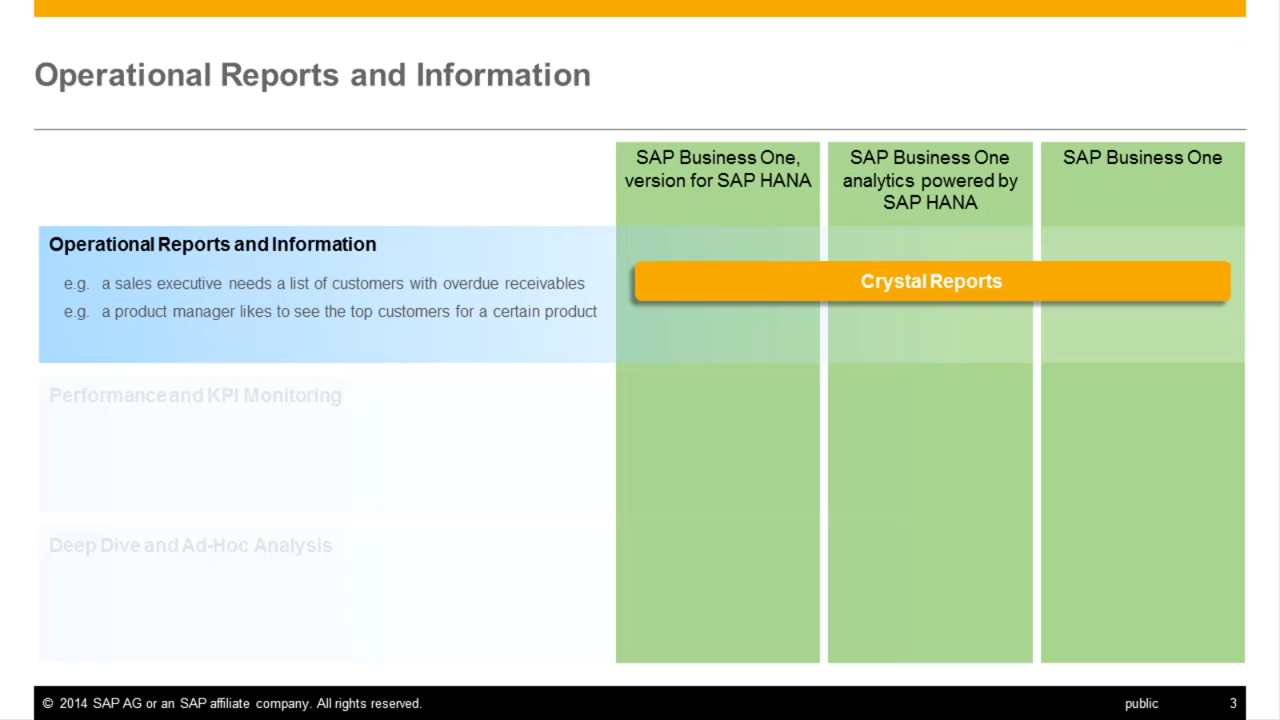 Operational Reports and Information
SAP Business One,
version for SAP HANA
SAP Business One
analytics powered by
SAP HANA
SAP Business One
Operational Reports and Information
e.g. a sales executive needs a list of customers with overdue receivables
e.g. a product manager likes to see the top customers for a certain product
Crystal Reports
Performance and KPI Monitoring
Deep Dive and Ad-Hoc Analysis
© 2014 SAP AG or an SAP affiliate company. All rights reserved.
public 3